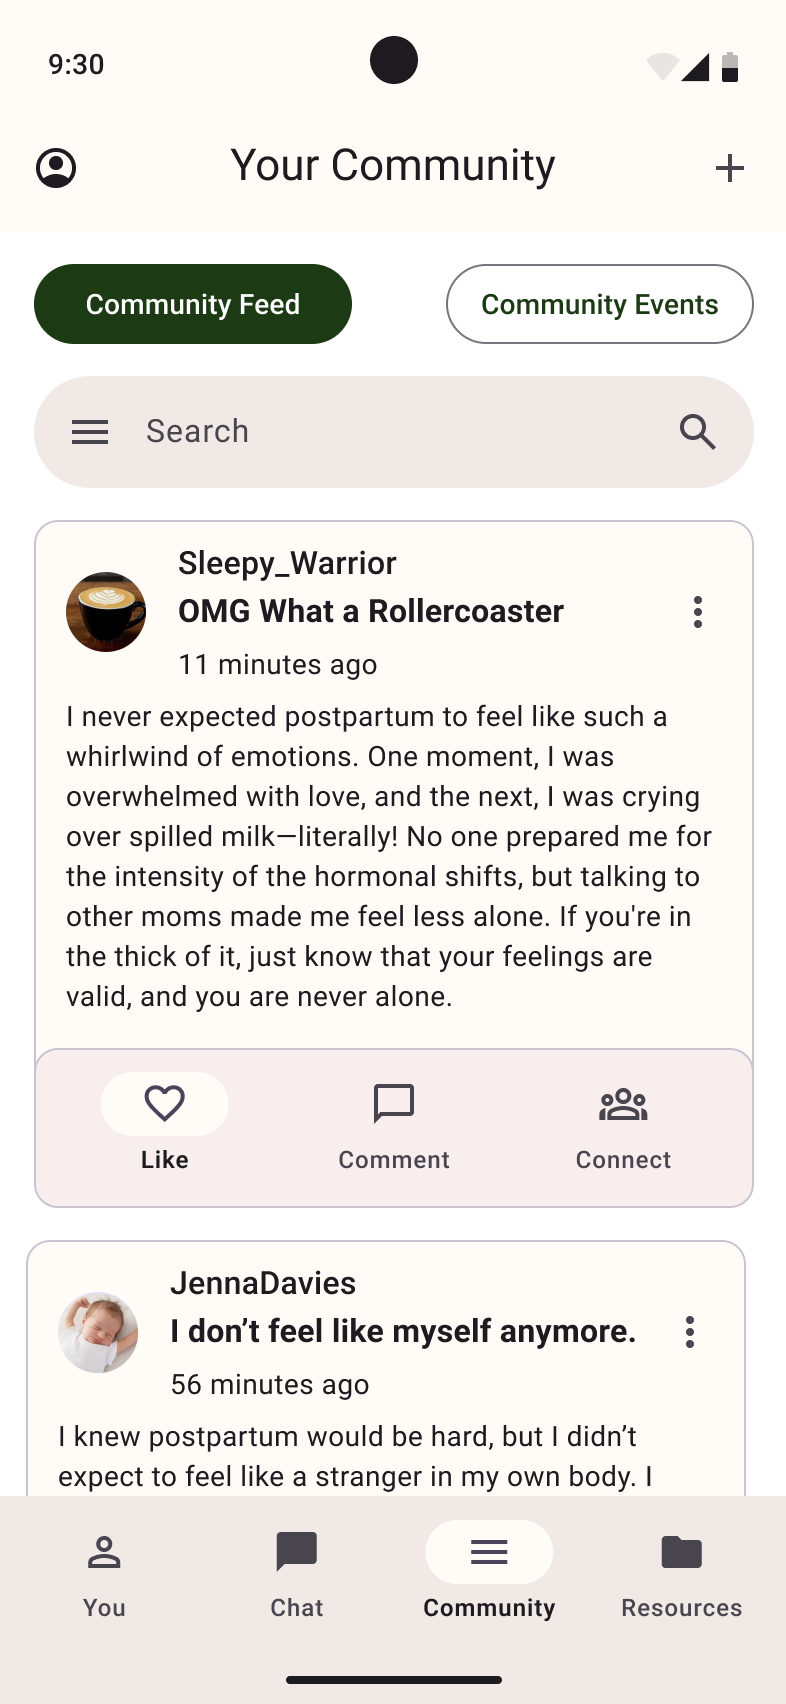 9:30
Your Community
Community Feed
Community Events
Search
Sleepy_Warrior
OMG What a Rollercoaster
11 minutes ago
I never expected postpartum to feel like such a
whirlwind of emotions. One moment, I was
overwhelmed with love, and the next, I was crying
over spilled milk—literally! No one prepared me for
the intensity of the hormonal shifts, but talking to
other moms made me feel less alone. If you're in
the thick of it, just know that your feelings are
valid, and you are never alone.
Like
Comment
Connect
JennaDavies
I don’t feel like myself anymore.
56 minutes ago
I knew postpartum would be hard, but I didn’t
expect to feel like a stranger in my own body. I
You
Chat
Community
Resources